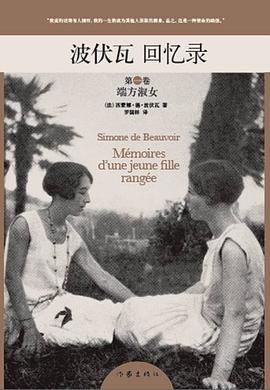 波伏瓦 回忆录
第一卷
端方淑女
(法)西蒙娜·德·波伏瓦 著
罗国林 译
Simone de Beauvoir
Mémoires
d'une jeune fille
rangée
作家出版社